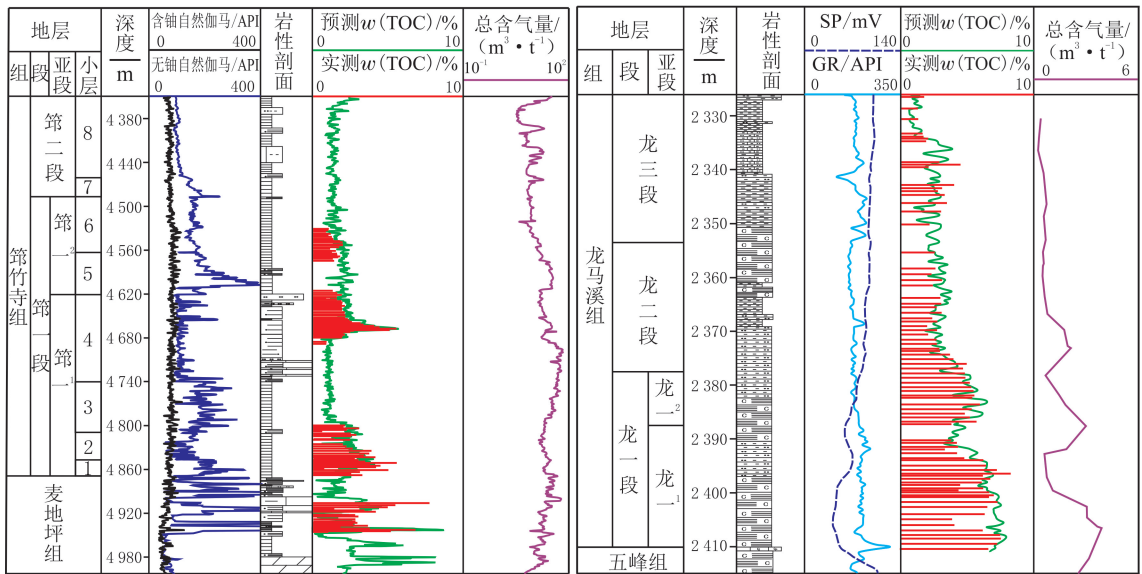 地层
组
段
亚段
小层
深度/m
含轴自然伽马/API
0 400
无轴自然伽马/API
0 400
岩性剖面
预测w(TOC)/%
0 10
实测w(TOC)/%
0 10
总含气量/
(m³·t⁻¹)
10⁻¹ 10²
筇竹寺组
筇二段
筇一段
筇一²
筇一¹
8
7
6
5
4
3
2
1
麦地坪组
4 380
4 440
4 500
4 560
4 620
4 680
4 740
4 800
4 860
4 920
4 980
地层
组
段
亚段
深度/m
岩性剖面
SP/mV
0 140
GR/API
0 350
预测w(TOC)/%
0 10
实测w(TOC)/%
0 10
总含气量/
(m³·t⁻¹)
0 6
龙马溪组
龙三段
龙二段
龙一段
龙一²
龙一¹
五峰组
2 330
2 340
2 350
2 360
2 370
2 380
2 390
2 400
2 410